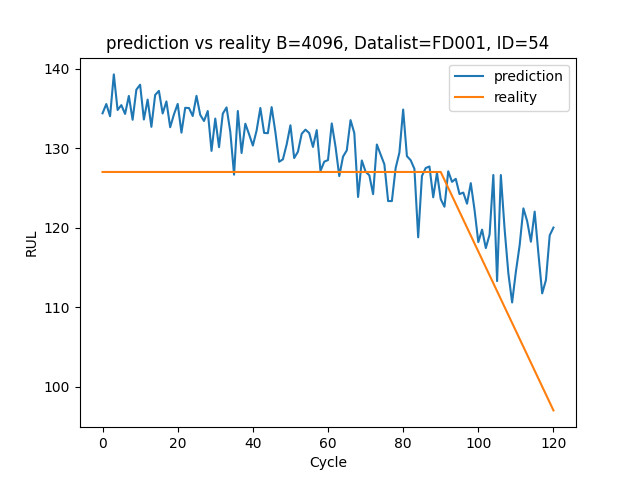 prediction vs reality B=4096, Datalist=FD001, ID=54
prediction
reality
140
130
120
110
100
RUL
0 20 40 60 80 100 120
Cycle